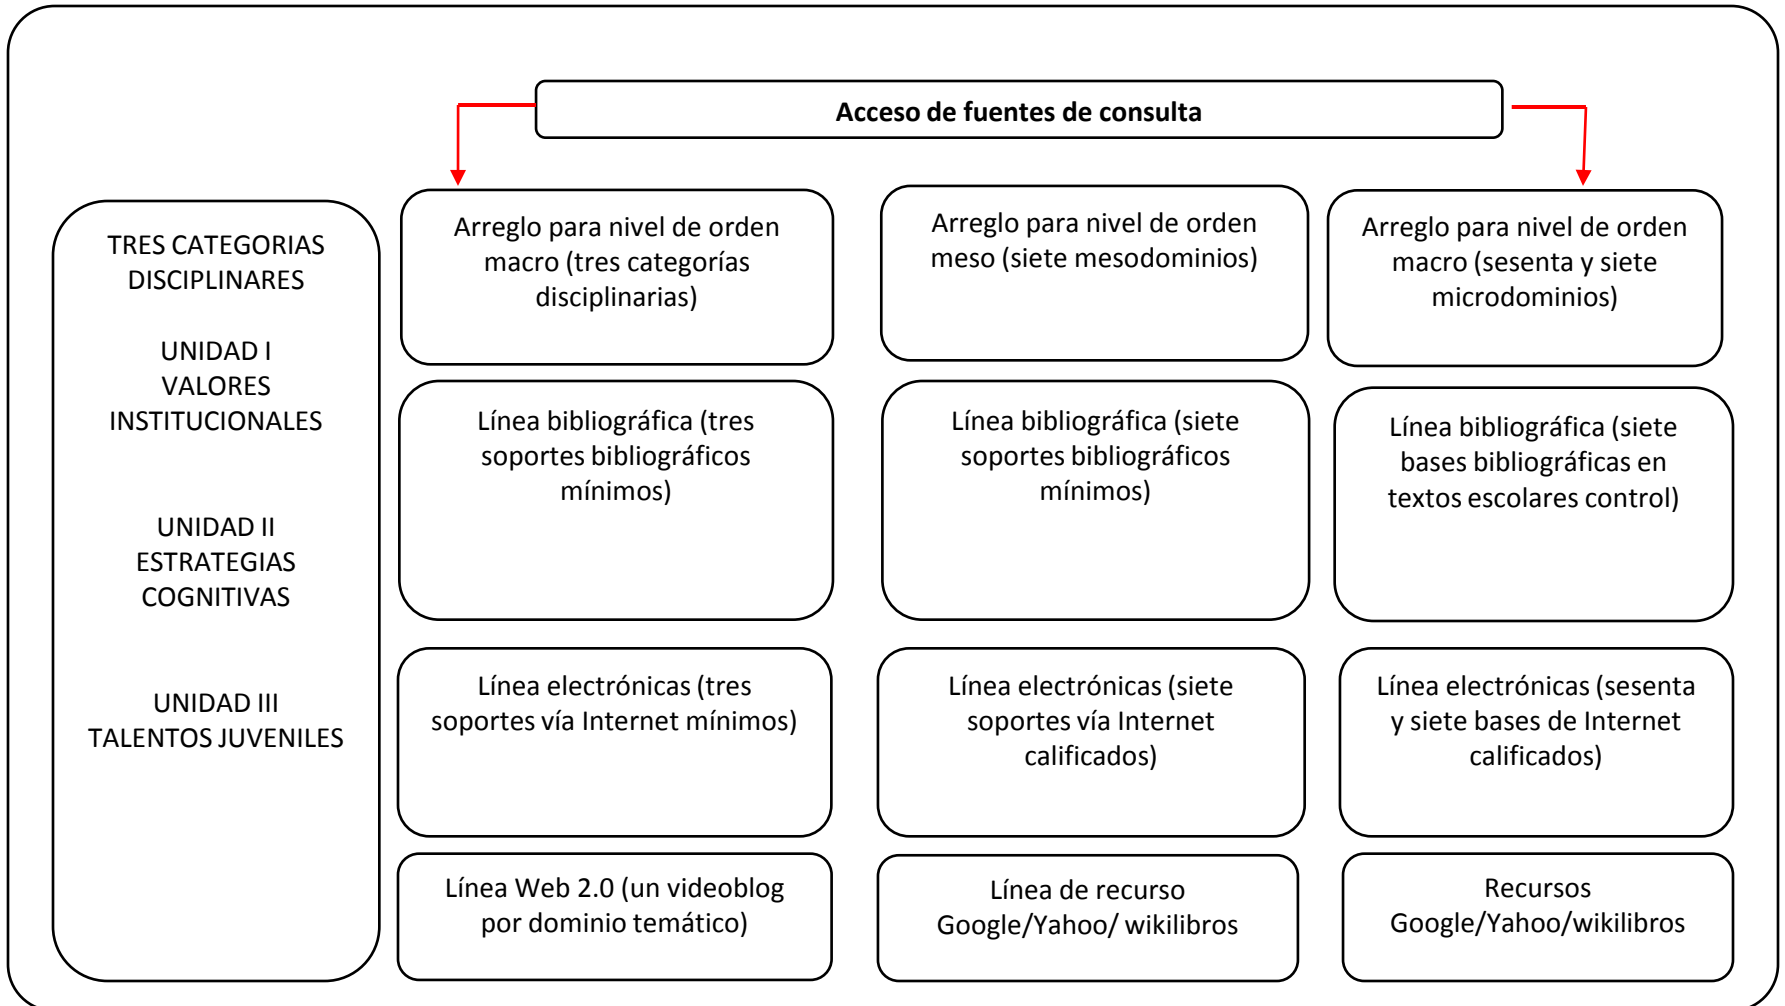 Acceso de fuentes de consulta
TRES CATEGORIAS
DISCIPLINARES
UNIDAD I
VALORES
INSTITUCIONALES
UNIDAD II
ESTRATEGIAS
COGNITIVAS
UNIDAD III
TALENTOS JUVENILES
Arreglo para nivel de orden
macro (tres categorías
disciplinarias)
Arreglo para nivel de orden
meso (siete mesodominios)
Arreglo para nivel de orden
macro (sesenta y siete
microdominios)
Línea bibliográfica (tres
soportes bibliográficos
mínimos)
Línea bibliográfica (siete
soportes bibliográficos
mínimos)
Línea bibliográfica (siete
bases bibliográficas en
textos escolares control)
Línea electrónicas (tres
soportes vía Internet mínimos)
Línea electrónicas (siete
soportes vía Internet
calificados)
Línea electrónicas (sesenta
y siete bases de Internet
calificados)
Línea Web 2.0 (un videoblog
por dominio temático)
Línea de recurso
Google/Yahoo/ wikilibros
Recursos
Google/Yahoo/wikilibros